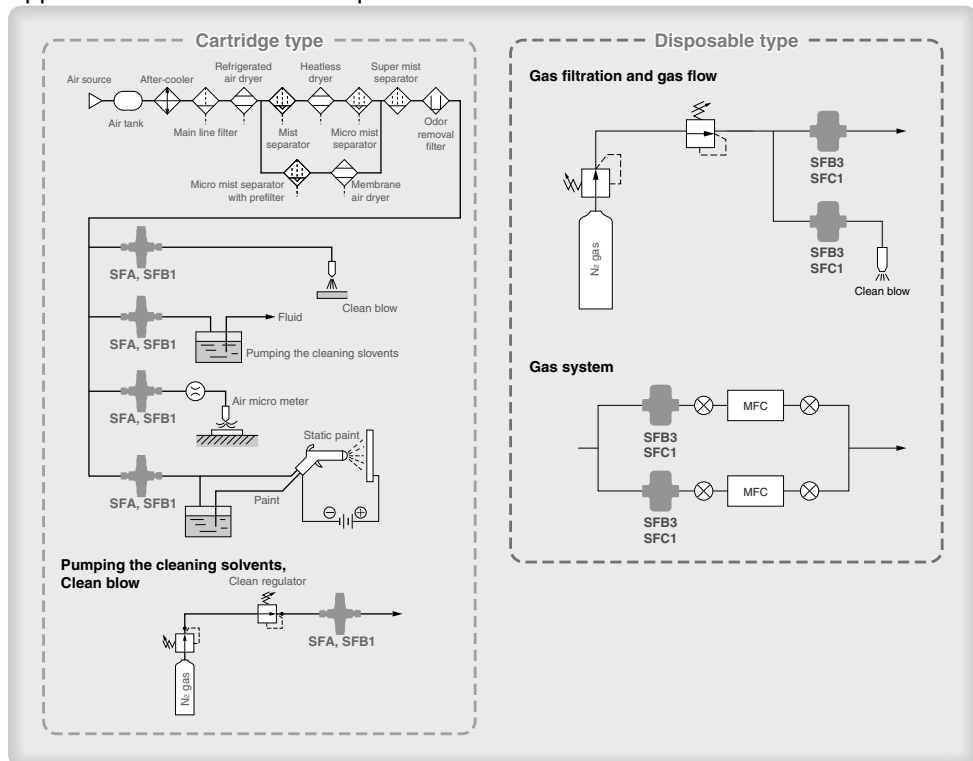 Cartridge type
Refrigerated
air dryer
Heatless
dryer
Super mist
separator
Air source
After-cooler
Air tank
Main line filter
Mist
separator
Micro mist
separator
Odor
removal
filter
Micro mist separator
with prefilter
Membrane
air dryer
SFA, SFB1
Clean blow
SFA, SFB1
Fluid
Pumping the cleaning slovents
SFA, SFB1
Air micro meter
Static paint
SFA, SFB1
Paint
Pumping the cleaning solvents,
Clean blow
Clean regulator
SFA, SFB1
N2 gas
Disposable type
Gas filtration and gas flow
SFB3
SFC1
N2 gas
SFB3
SFC1
Clean blow
Gas system
MFC
SFB3
SFC1
MFC
SFB3
SFC1